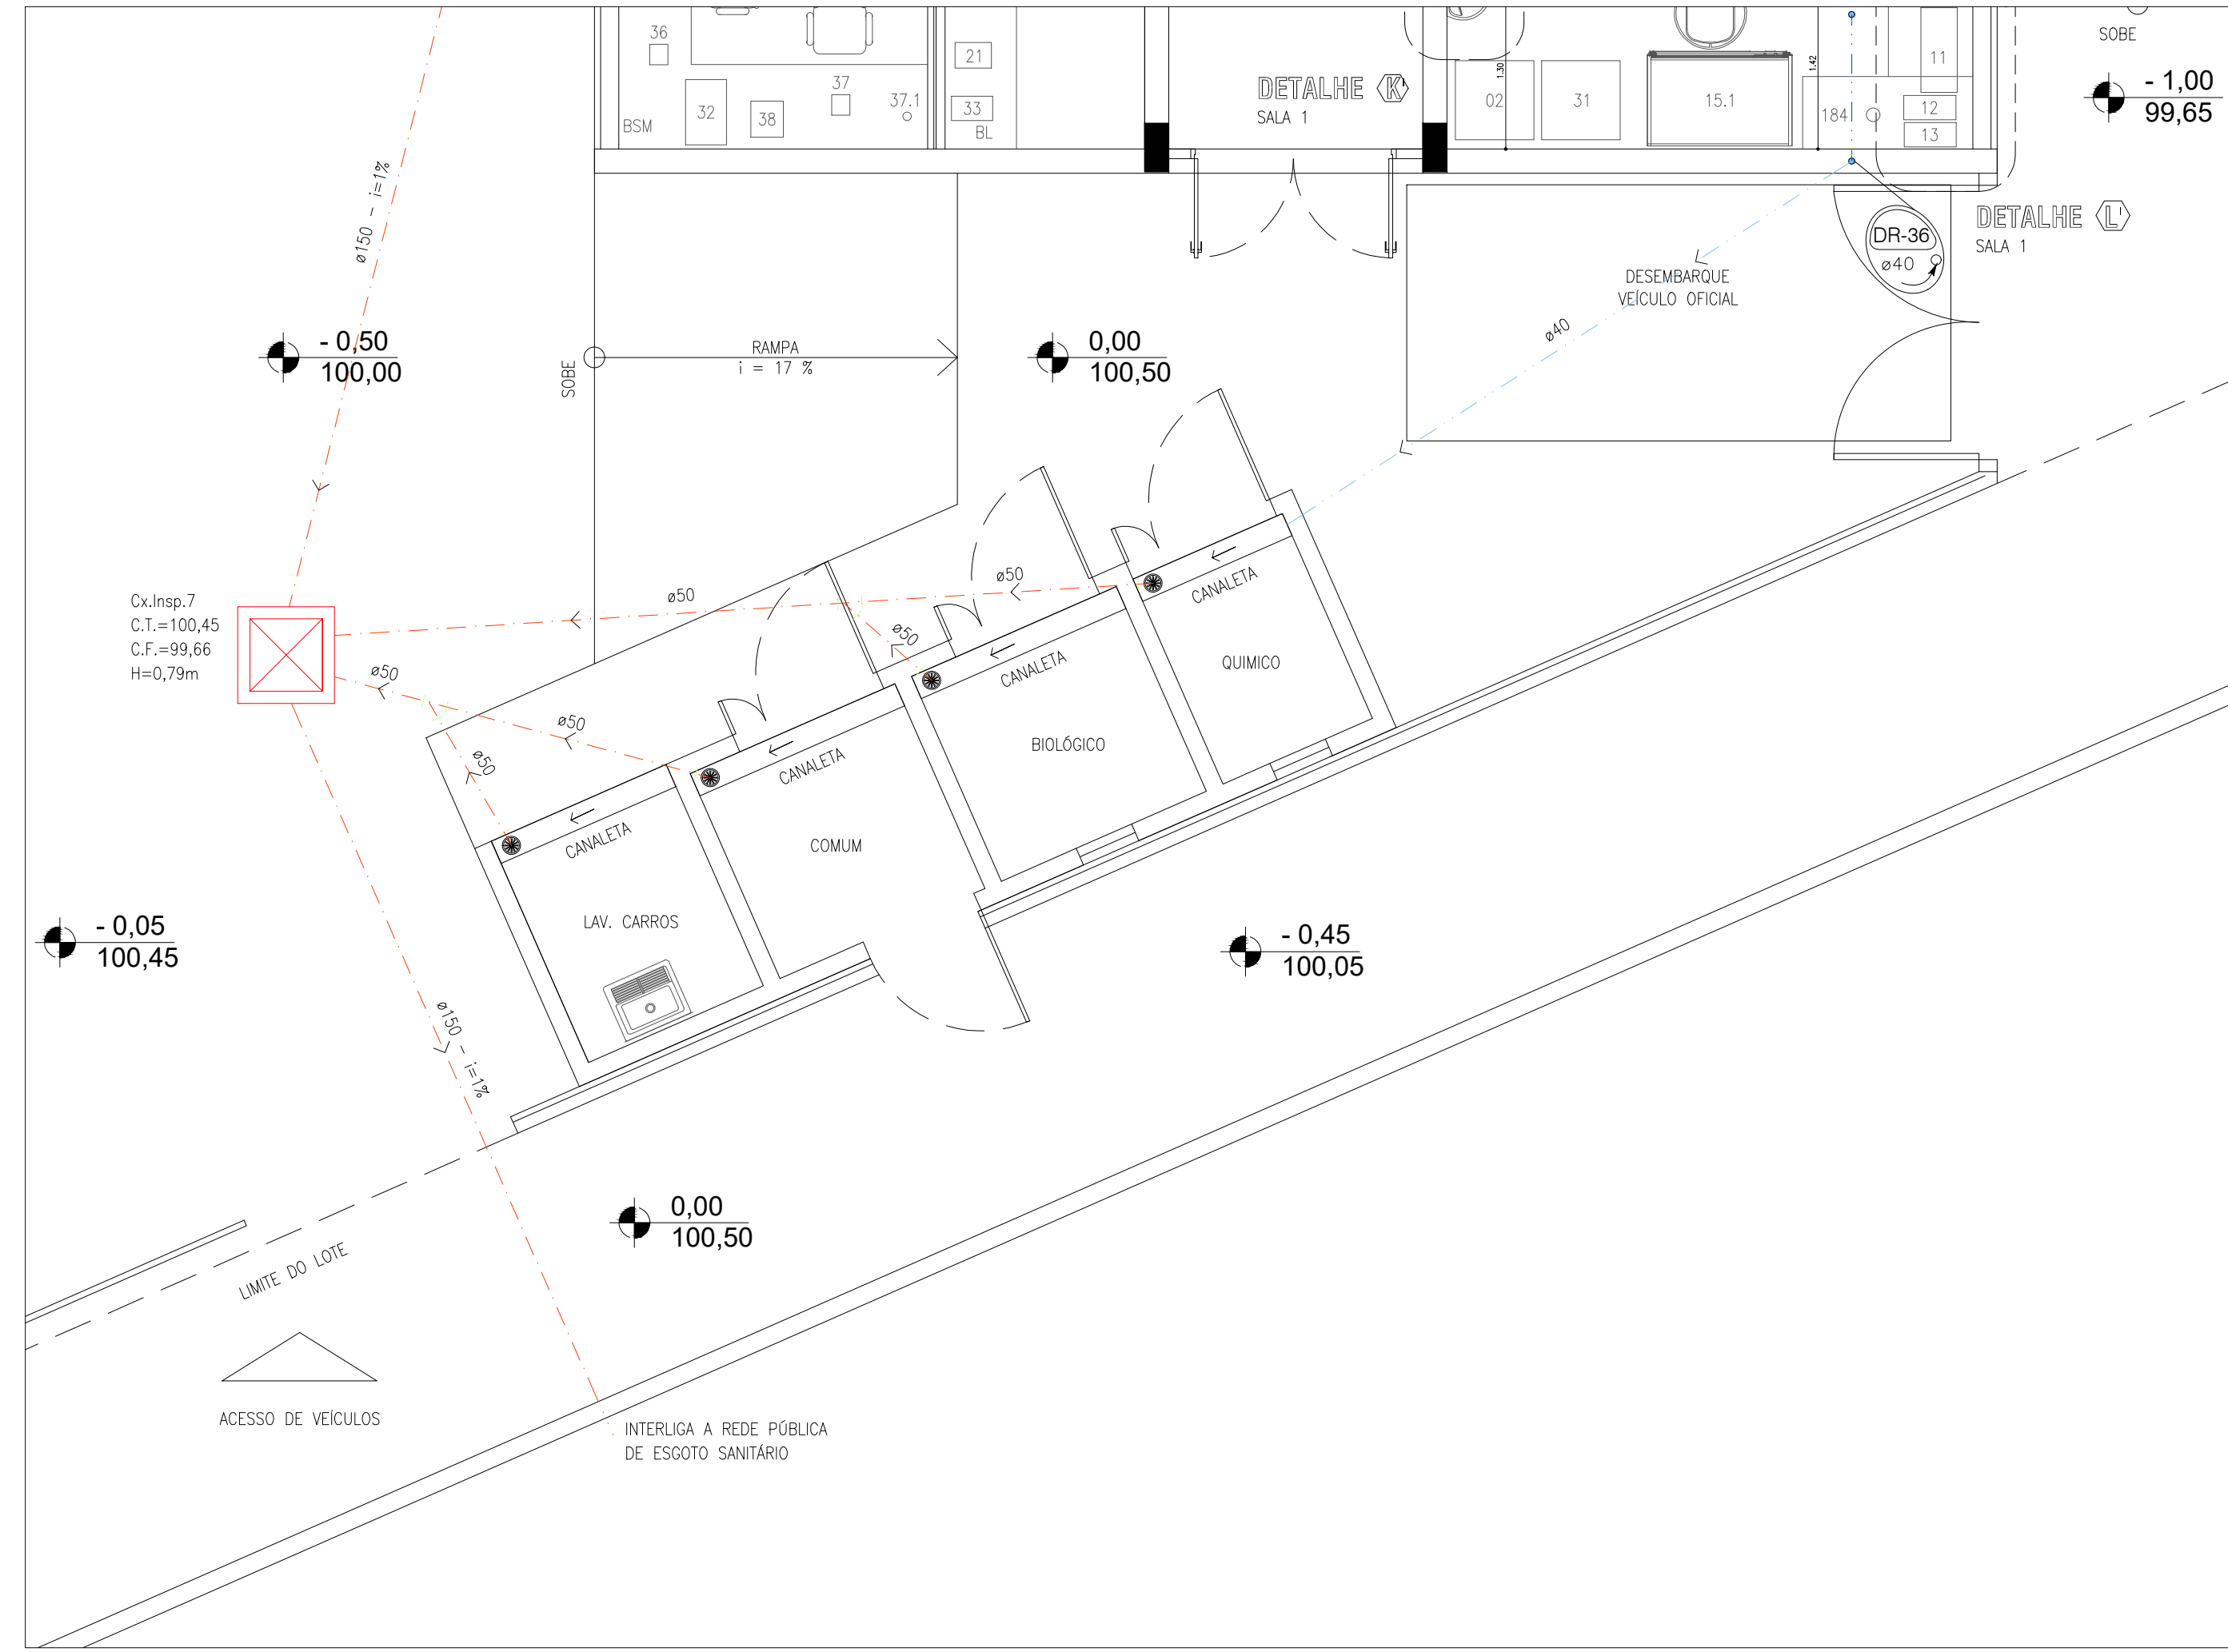 36
37
37.1
32
38
BSM
21
33
BL
DETALHE K'
SALA 1
1.30
02
31
15.1
1.42
184
11
12
13
SOBE
- 1,00
99,65
DETALHE L'
SALA 1
DR-36
ø40
DESEMBARQUE
VEÍCULO OFICIAL
ø40
ø150 - i=1%
- 0,50
100,00
SOBE
RAMPA
i = 17 %
0,00
100,50
Cx.Insp.7
C.T.=100,45
C.F.=99,66
H=0,79m
ø50
ø50
ø50
ø50
ø50
ø50
CANALETA
QUIMICO
CANALETA
BIOLÓGICO
CANALETA
COMUM
CANALETA
LAV. CARROS
- 0,05
100,45
- 0,45
100,05
ø150 - i=1%
0,00
100,50
LIMITE DO LOTE
ACESSO DE VEÍCULOS
INTERLIGA A REDE PÚBLICA
DE ESGOTO SANITÁRIO